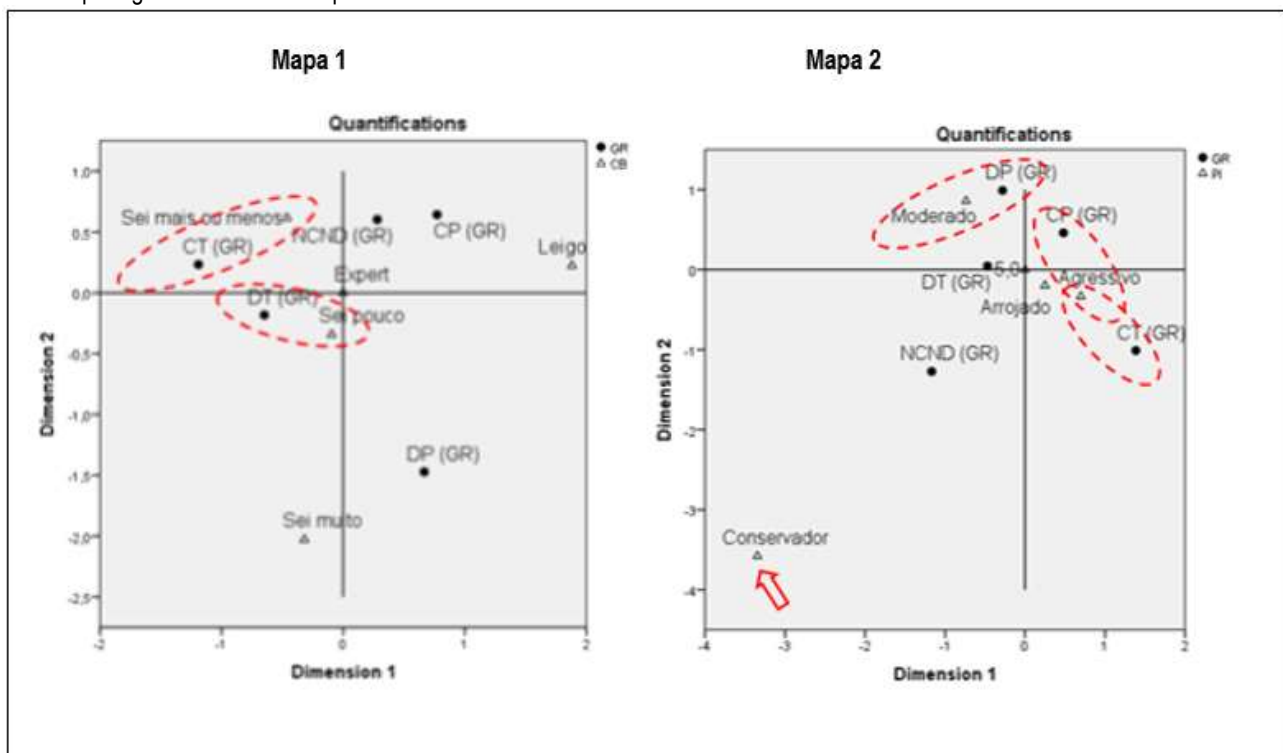 Mapa 1
Quantifications
GR
CB
1,0
0,5
0,0
-0,5
-1,0
-1,5
-2,0
-2,5
Sei mais ou menos
CT (GR)
NCND (GR)
CP (GR)
Leigo
Expert
DT (GR)
Sei pouco
DP (GR)
Sei muito
-2
-1
0
1
2
Dimension 1
Dimension 2
Mapa 2
Quantifications
GR
PI
1
0
-1
-2
-3
-4
DP (GR)
Moderado
CP (GR)
5,0
DT (GR)
Agressivo
Arrojado
CT (GR)
NCND (GR)
Conservador
-4
-3
-2
-1
0
1
2
Dimension 1
Dimension 2